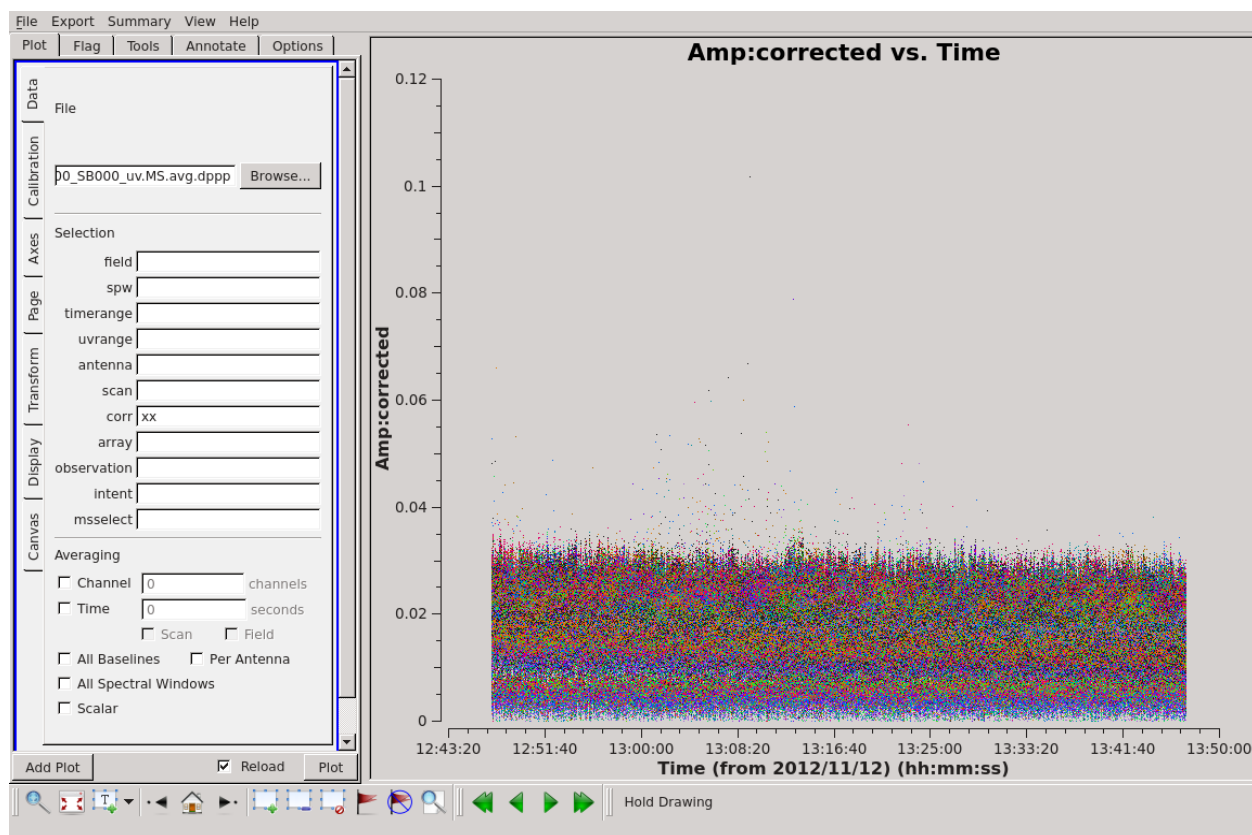 File Export Summary View Help
Plot Flag Tools Annotate Options
Data
Calibration
Axes
Page
Transform
Display
Canvas
File
00_SB000_uv.MS.avg.dppp Browse...
Selection
field
spw
timerange
uvrange
antenna
scan
corr xx
array
observation
intent
msselect
Averaging
Channel 0 channels
Time 0 seconds
Scan Field
All Baselines Per Antenna
All Spectral Windows
Scalar
Add Plot Reload Plot
Amp:corrected vs. Time
Amp:corrected
0.12
0.1
0.08
0.06
0.04
0.02
0
12:43:20 12:51:40 13:00:00 13:08:20 13:16:40 13:25:00 13:33:20 13:41:40 13:50:00
Time (from 2012/11/12) (hh:mm:ss)
T
Hold Drawing